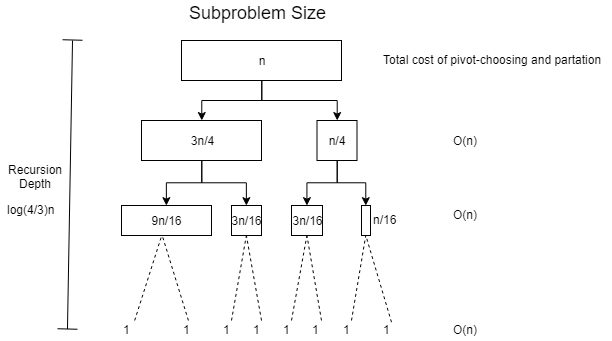 Subproblem Size
n
Total cost of pivot-choosing and partation
3n/4
n/4
O(n)
Recursion
Depth
log(4/3)n
9n/16
3n/16
3n/16
n/16
O(n)
1 1 1 1 1 1 1 1
O(n)